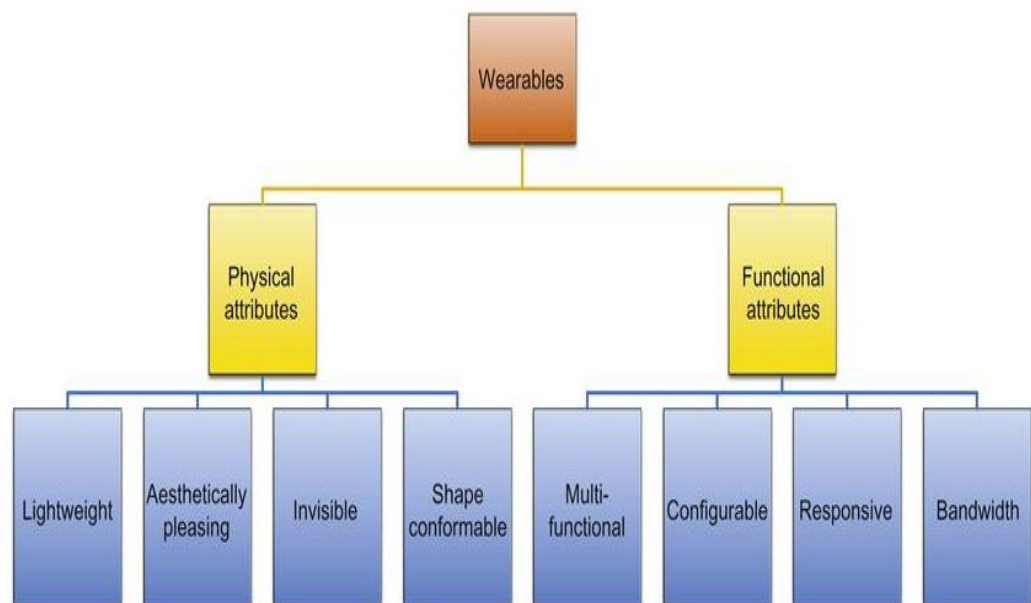 Wearables
Physical
attributes
Functional
attributes
Lightweight
Aesthetically
pleasing
Invisible
Shape
conformable
Multi-
functional
Configurable
Responsive
Bandwidth